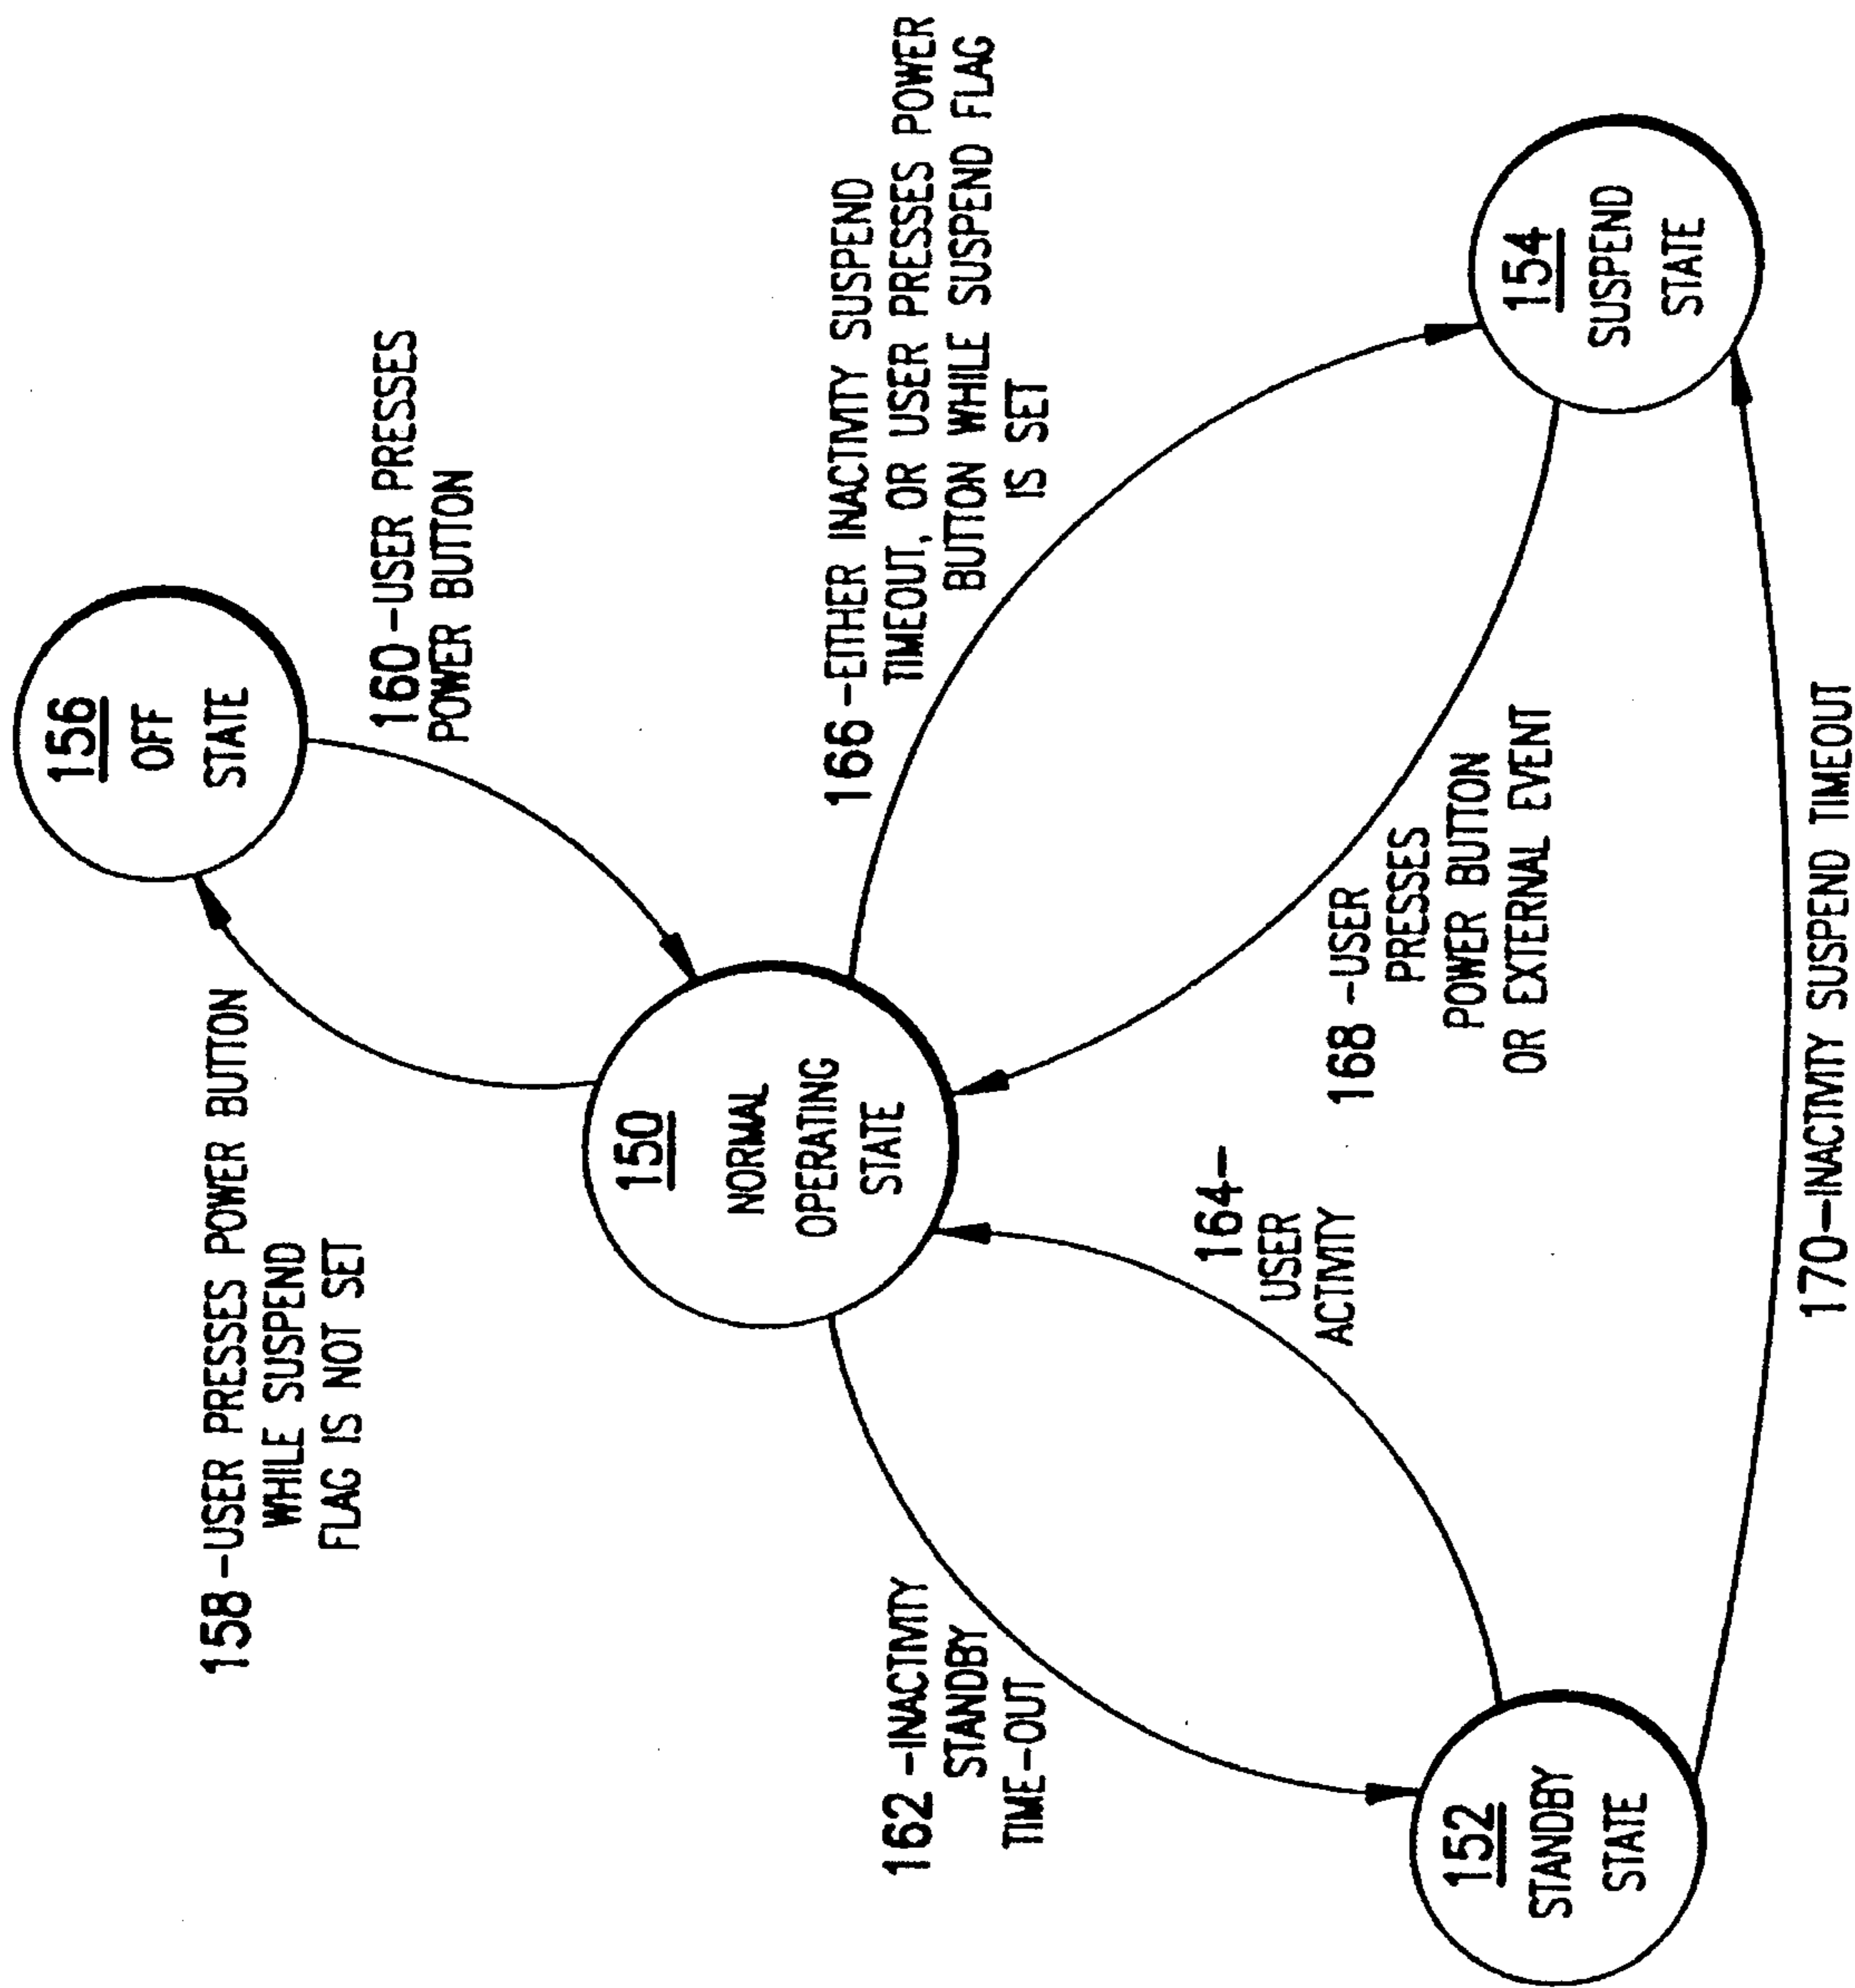 156
OFF
STATE
158-USER PRESSES POWER BUTTON
WHILE SUSPEND
FLAG IS NOT SET
160-USER PRESSES
POWER BUTTON
150
NORMAL
OPERATING
STATE
162-INACTIVITY
STANDBY
TIME-OUT
166-EITHER INACTIVITY SUSPEND
TIMEOUT, OR USER PRESSES POWER
BUTTON WHILE SUSPEND FLAG
IS SET
164-
USER
ACTIVITY
168-USER
PRESSES
POWER BUTTON
OR EXTERNAL EVENT
152
STANDBY
STATE
154
SUSPEND
STATE
170-INACTIVITY SUSPEND TIMEOUT